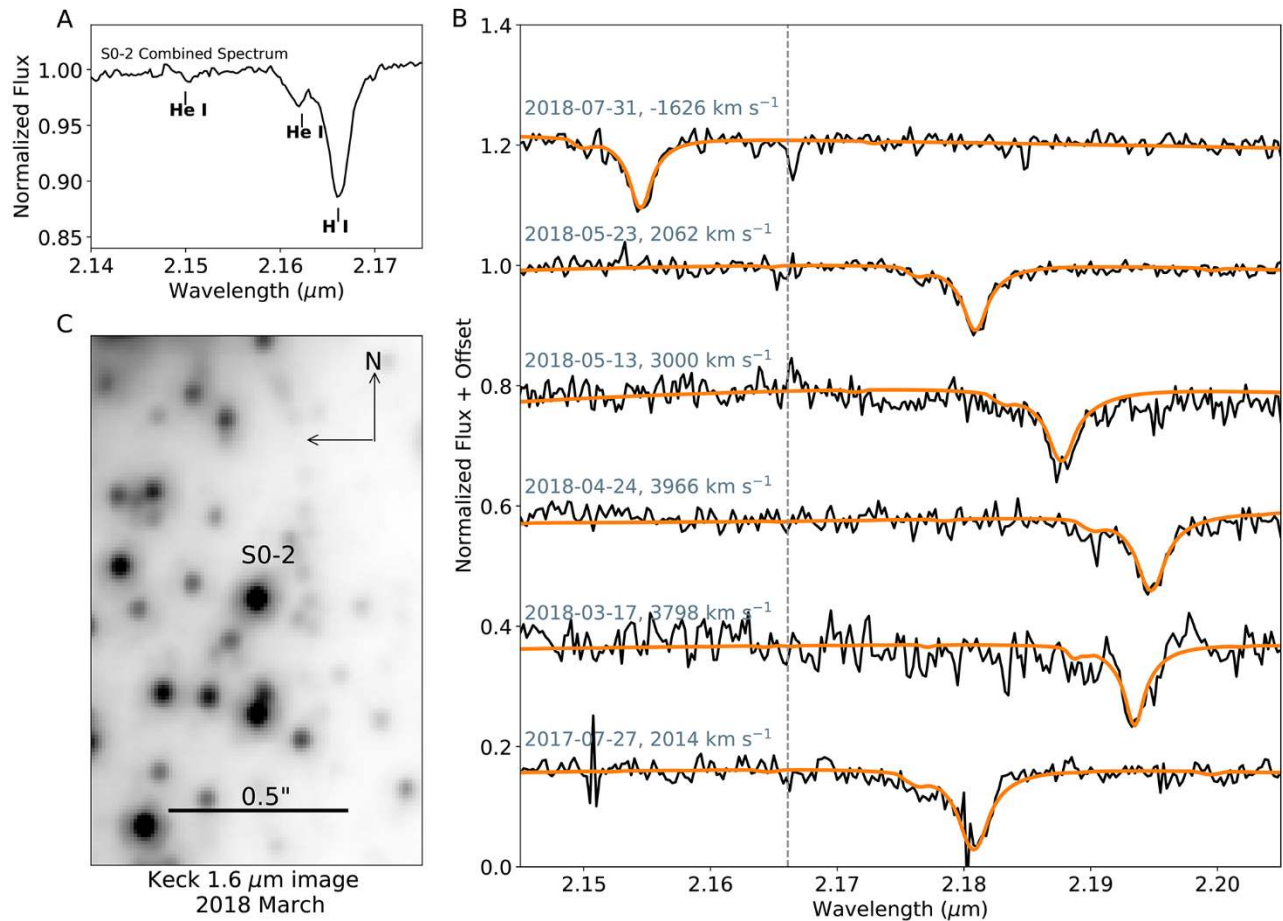 A
S0-2 Combined Spectrum
1.00
0.95
0.90
0.85
Normalized Flux
He I
He I
H I
2.14 2.15 2.16 2.17
Wavelength (μm)
C
N
S0-2
0.5"
Keck 1.6 μm image
2018 March
B
1.4
1.2
1.0
0.8
0.6
0.4
0.2
0.0
Normalized Flux + Offset
2018-07-31, -1626 km s⁻¹
2018-05-23, 2062 km s⁻¹
2018-05-13, 3000 km s⁻¹
2018-04-24, 3966 km s⁻¹
2018-03-17, 3798 km s⁻¹
2017-07-27, 2014 km s⁻¹
2.15 2.16 2.17 2.18 2.19 2.20
Wavelength (μm)